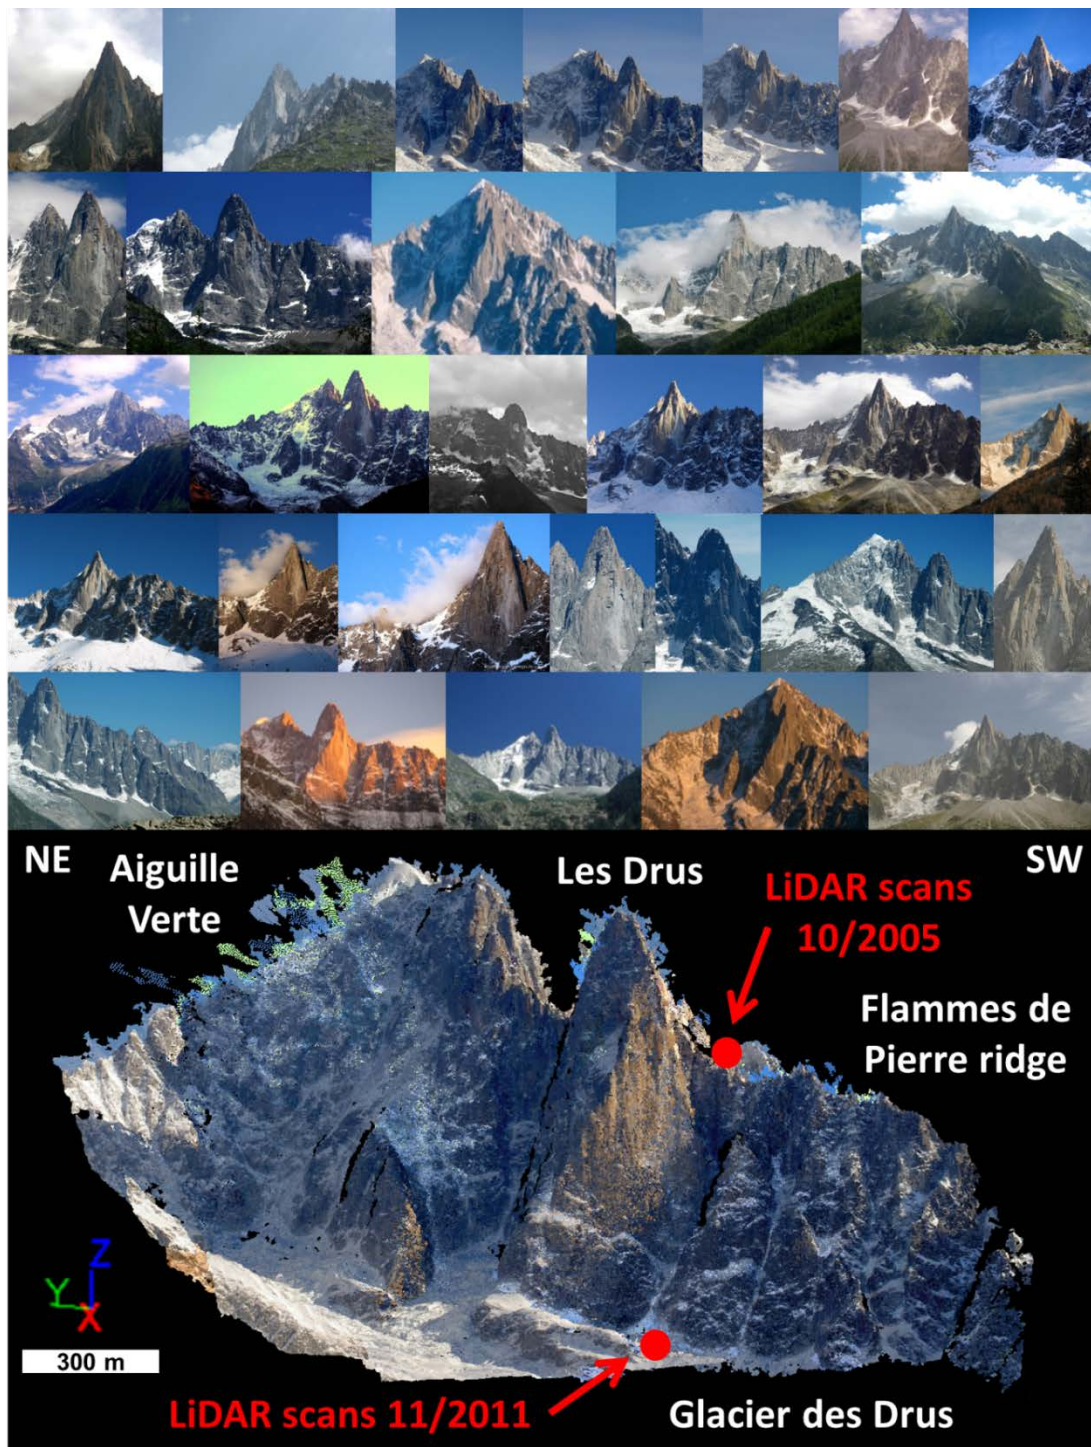 NE
Aiguille
Verte
Les Drus
SW
LiDAR scans
10/2005
Flammes de
Pierre ridge
Z
Y
X
300 m
LiDAR scans 11/2011
Glacier des Drus